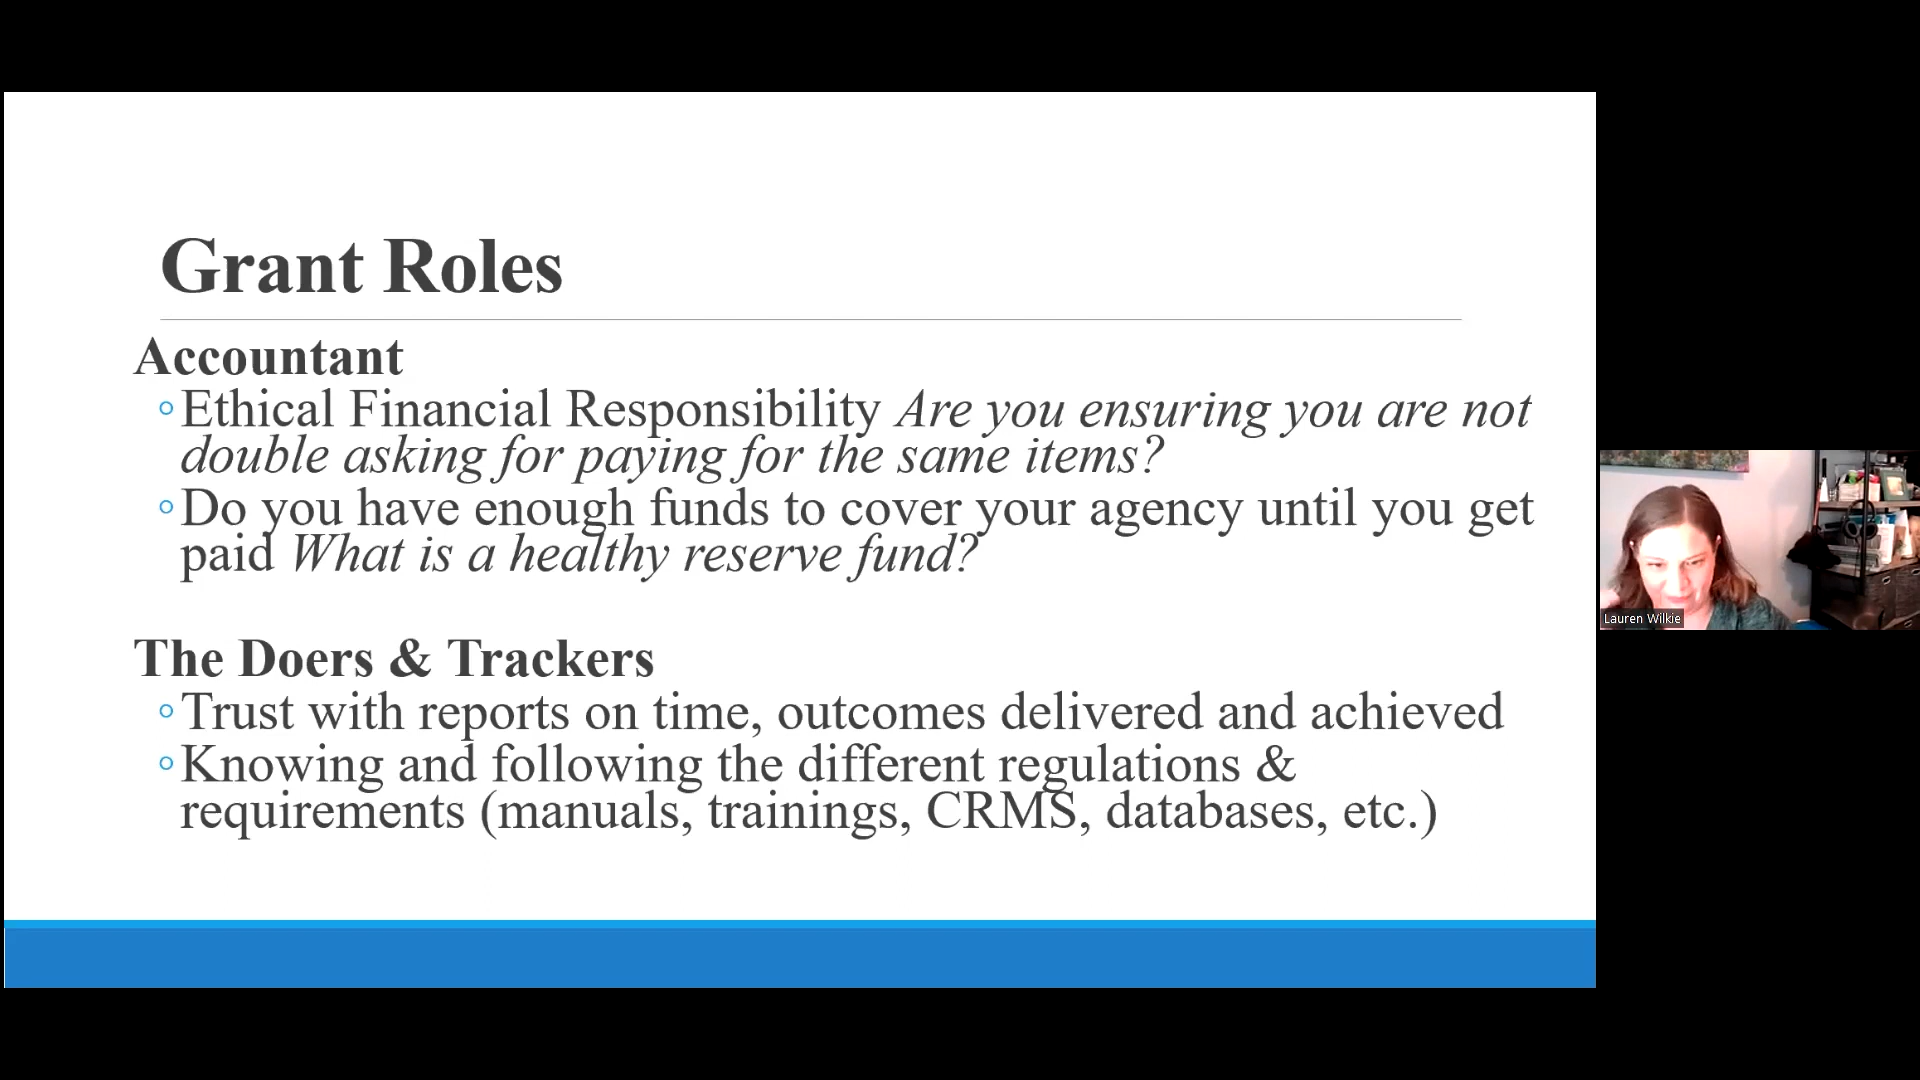 Grant Roles
Accountant
◦Ethical Financial Responsibility Are you ensuring you are not
double asking for paying for the same items?
◦Do you have enough funds to cover your agency until you get
paid What is a healthy reserve fund?
The Doers & Trackers
◦Trust with reports on time, outcomes delivered and achieved
◦Knowing and following the different regulations &
requirements (manuals, trainings, CRMS, databases, etc.)
Lauren Wilkie